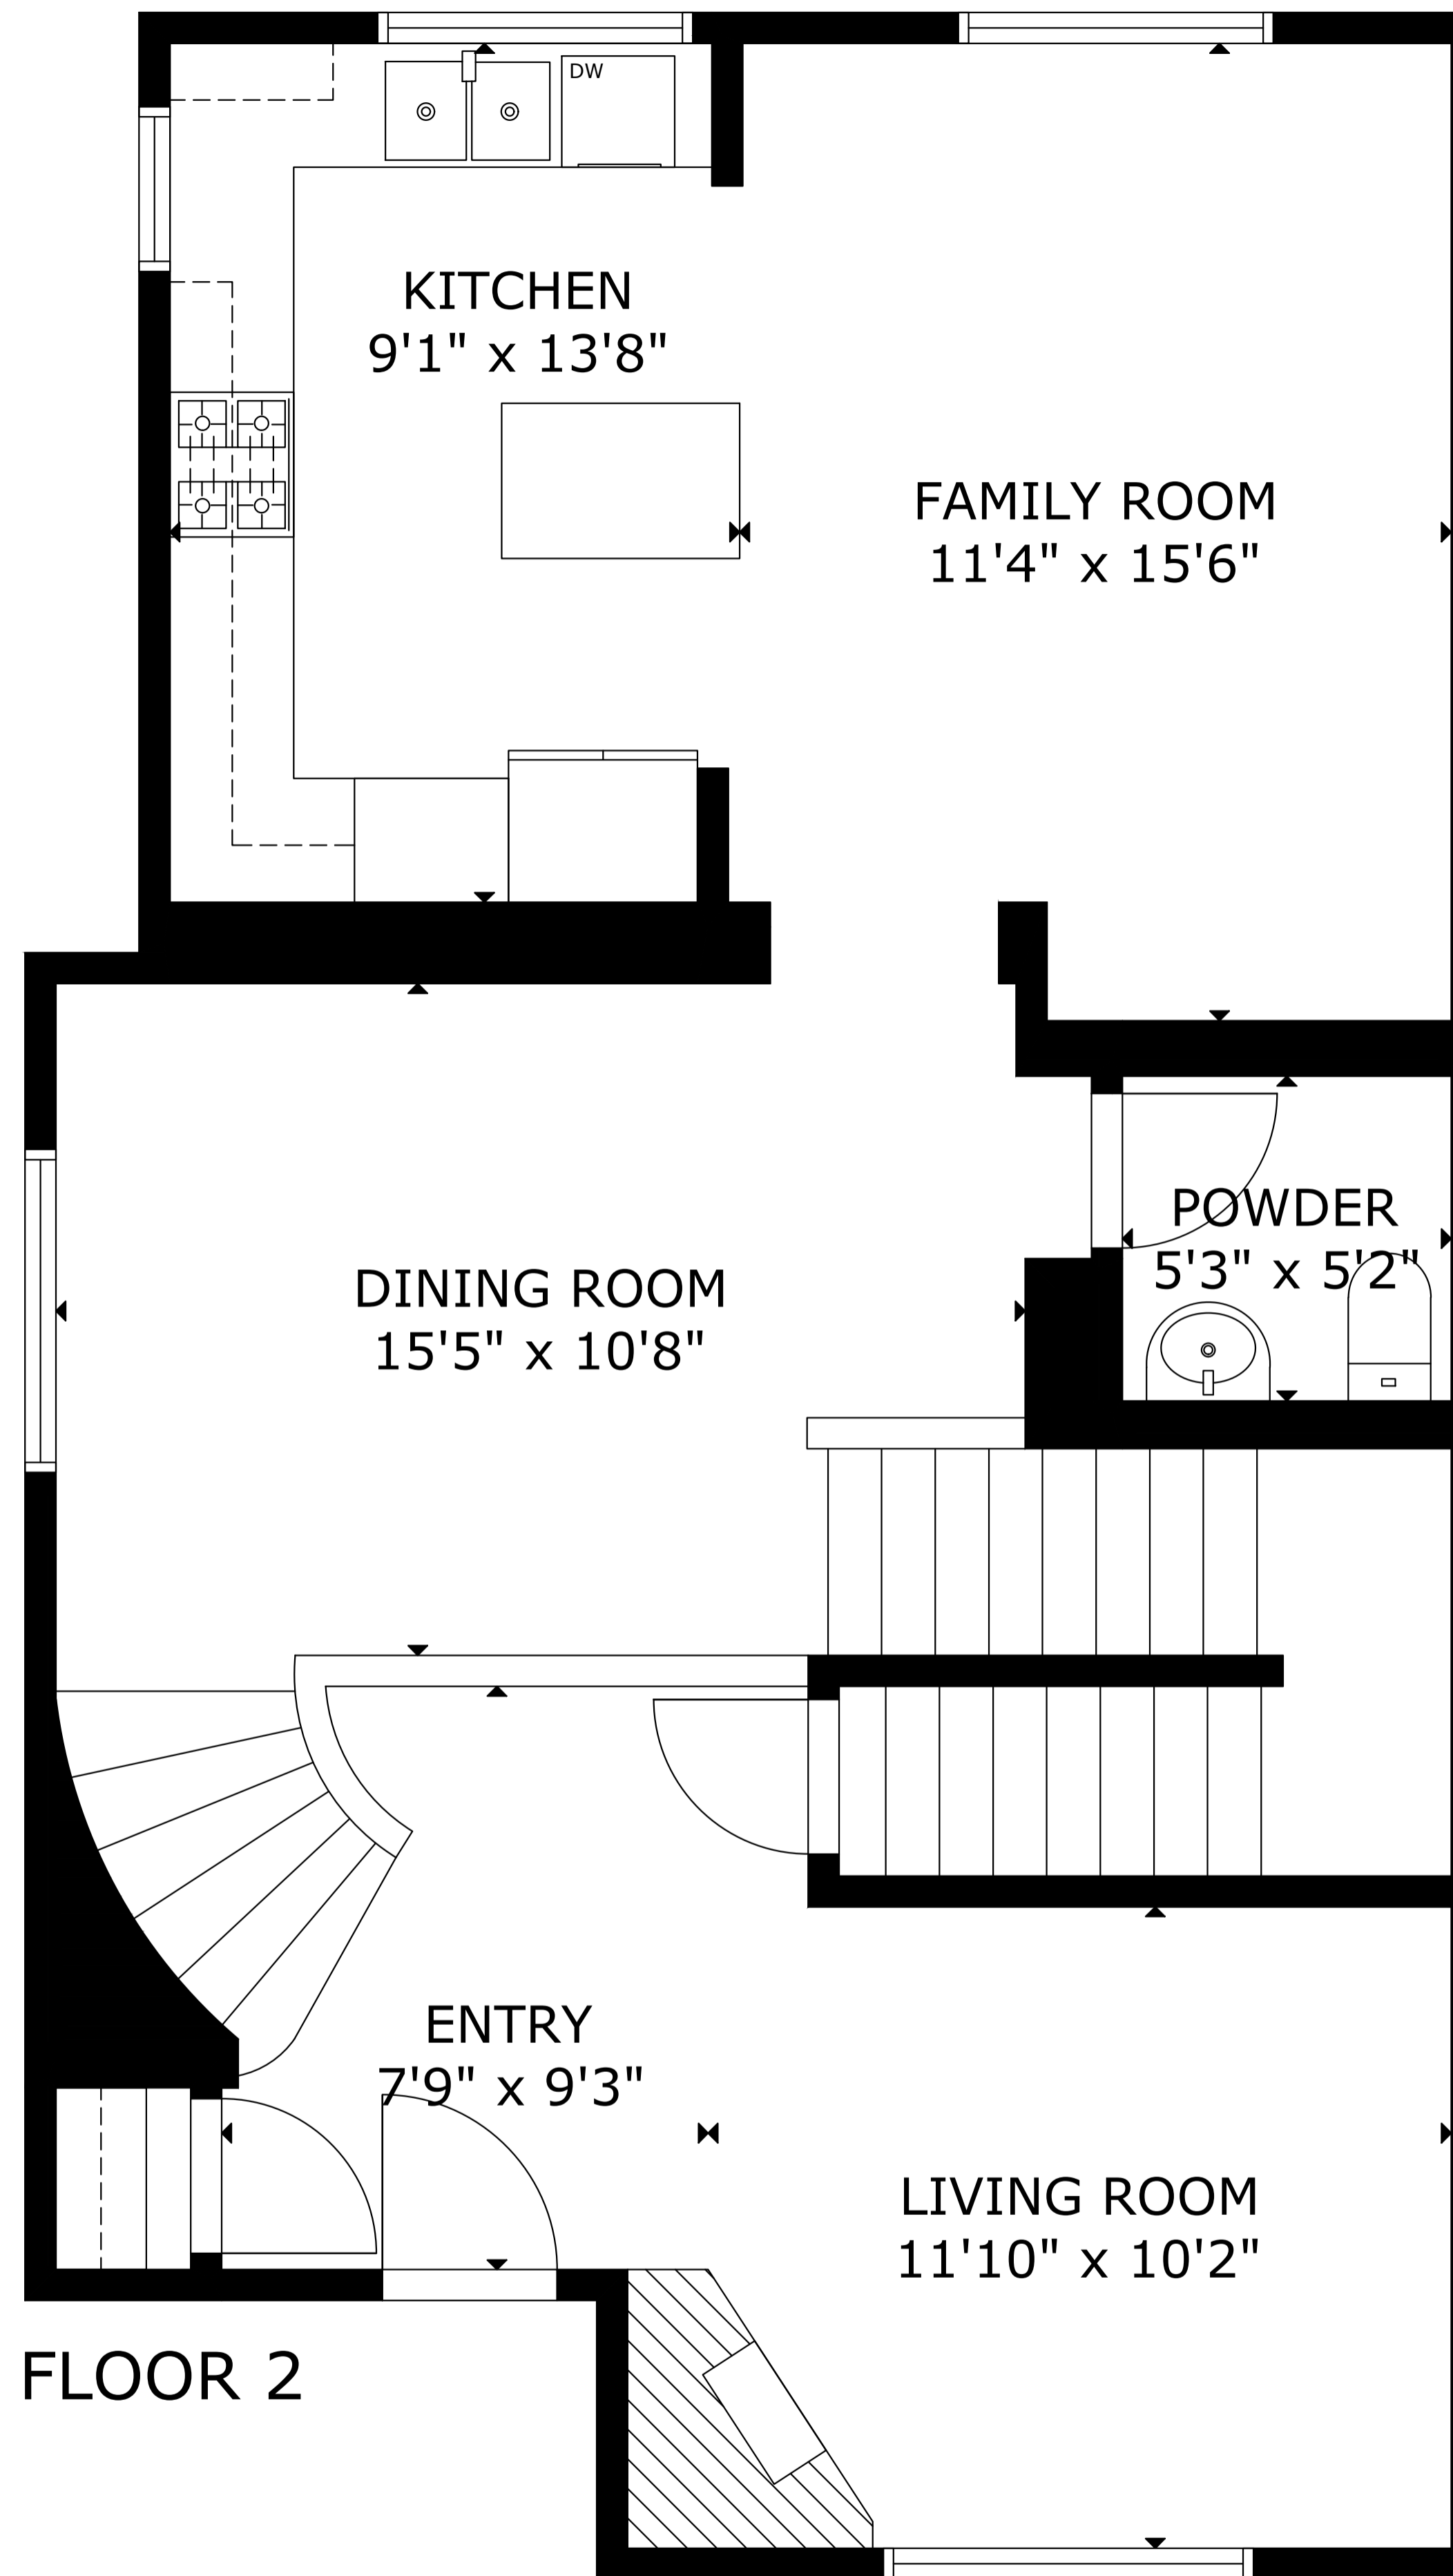 DW
KITCHEN
9'1" x 13'8"
FAMILY ROOM
11'4" x 15'6"
POWDER
5'3" x 5'2"
DINING ROOM
15'5" x 10'8"
ENTRY
7'9" x 9'3"
LIVING ROOM
11'10" x 10'2"
FLOOR 2